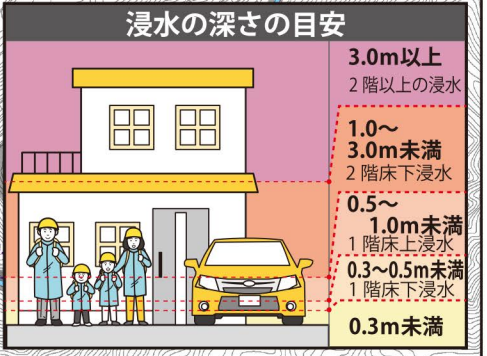 浸水の深さの目安
3.0m以上
2階以上の浸水
1.0〜
3.0m未満
2階床下浸水
0.5〜
1.0m未満
1階床上浸水
0.3〜0.5m未満
1階床下浸水
0.3m未満